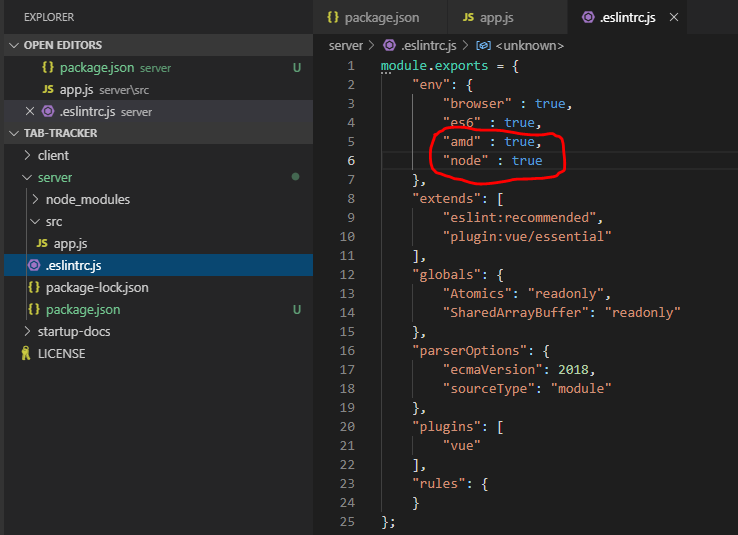 EXPLORER
OPEN EDITORS
{} package.json server U
JS app.js server\src
.eslintrc.js server
TAB-TRACKER
client
server
node_modules
src
JS app.js
.eslintrc.js
package-lock.json
package.json U
startup-docs
LICENSE
{} package.json JS app.js .eslintrc.js
server > .eslintrc.js > <unknown>
1 module.exports = {
2 "env": {
3 "browser" : true,
4 "es6" : true,
5 "amd" : true,
6 "node" : true
7 },
8 "extends": [
9 "eslint:recommended",
10 "plugin:vue/essential"
11 ],
12 "globals": {
13 "Atomics": "readonly",
14 "SharedArrayBuffer": "readonly"
15 },
16 "parserOptions": {
17 "ecmaVersion": 2018,
18 "sourceType": "module"
19 },
20 "plugins": [
21 "vue"
22 ],
23 "rules": {
24 }
25 };